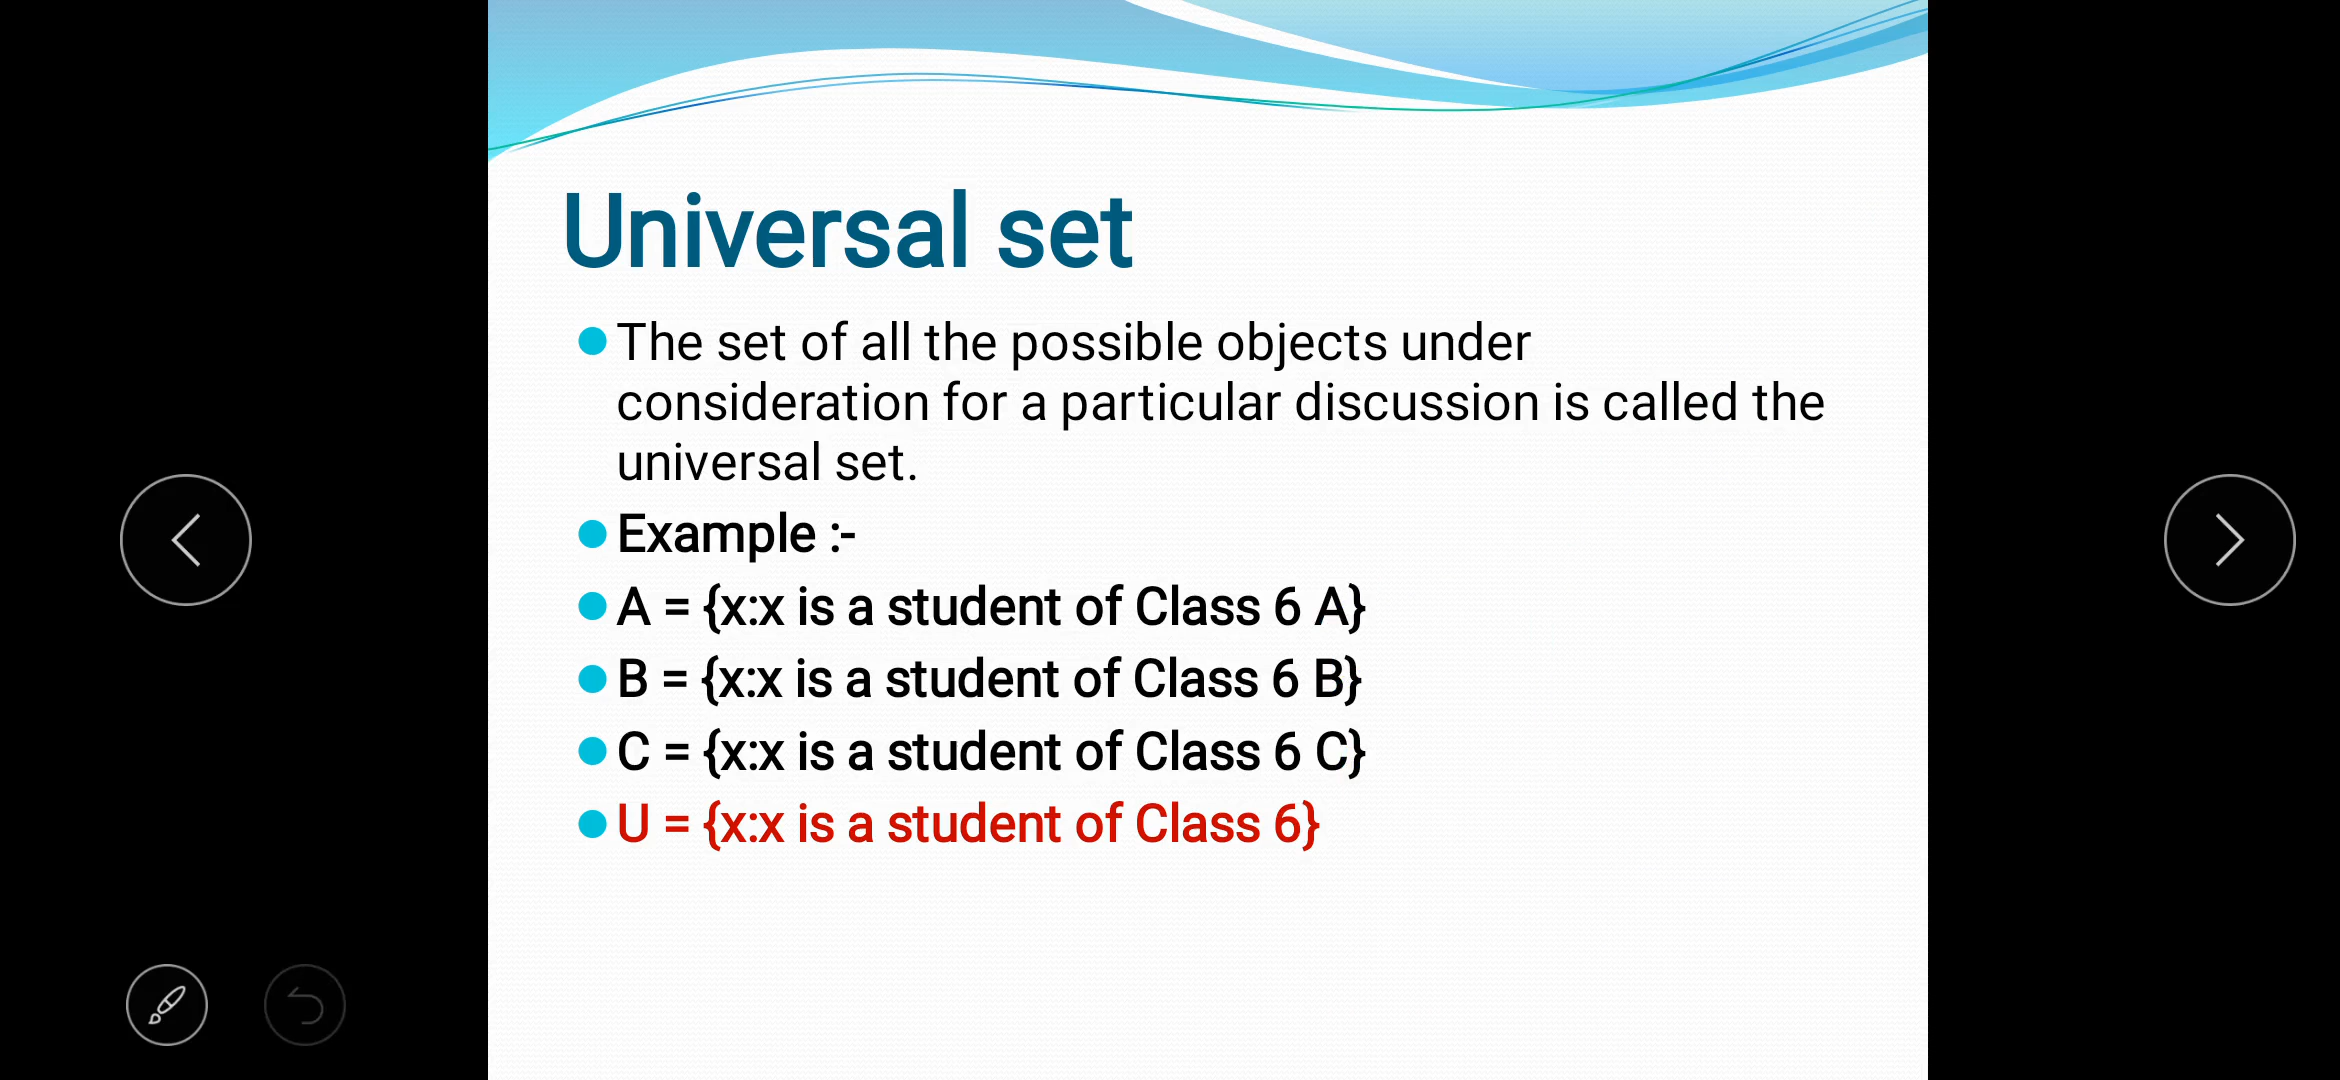 Universal set
The set of all the possible objects under
consideration for a particular discussion is called the
universal set.
Example :-
A = {x:x is a student of Class 6 A}
B = {x:x is a student of Class 6 B}
C = {x:x is a student of Class 6 C}
U = {x:x is a student of Class 6}